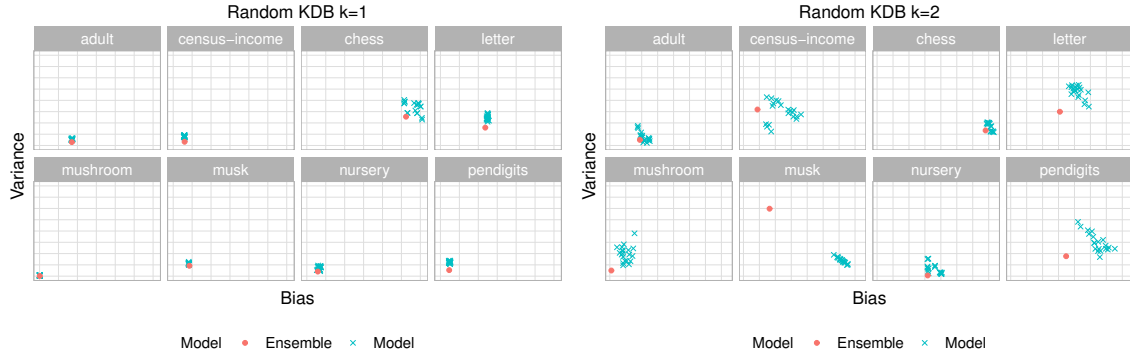 Random KDB k=1
adult census−income chess letter
mushroom musk nursery pendigits
Variance
Bias
Model Ensemble Model
Random KDB k=2
adult census−income chess letter
mushroom musk nursery pendigits
Variance
Bias
Model Ensemble Model